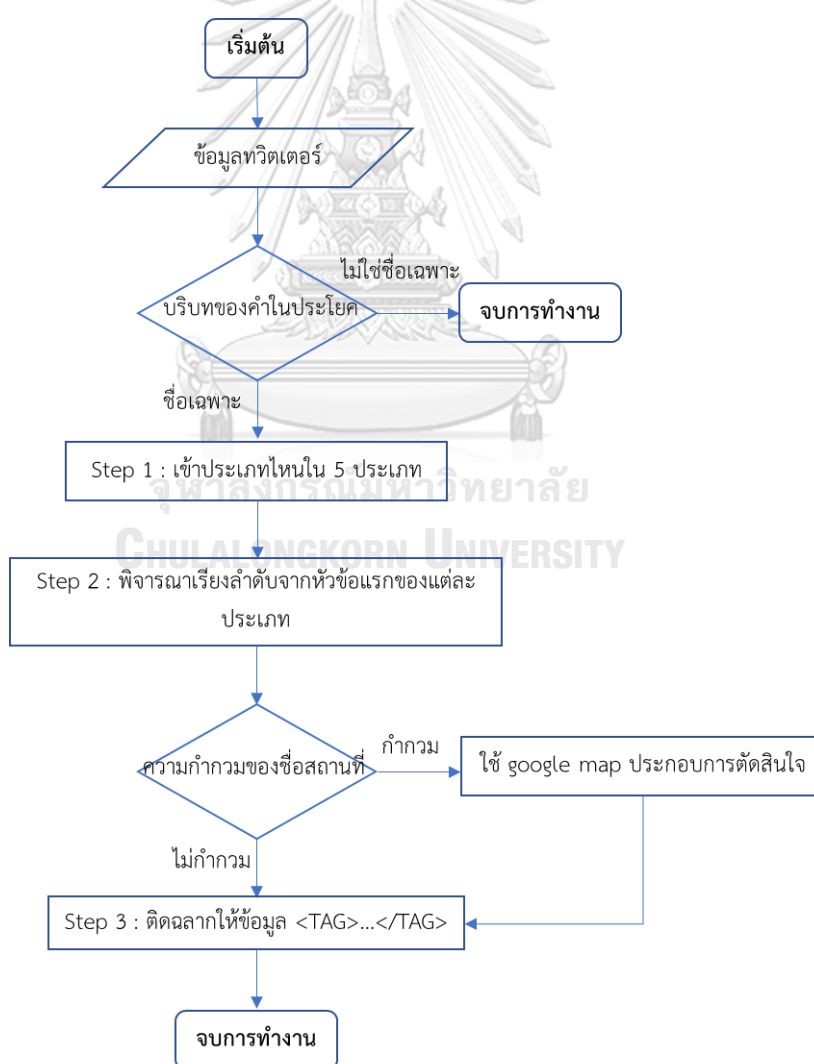 เริ่มต้น
ข้อมูลทวิตเตอร์
ไม่ใช่ชื่อเฉพาะ
บริบทของคำในประโยค
จบการทำงาน
ชื่อเฉพาะ
Step 1 : เข้าประเภทไหนใน 5 ประเภท
จุฬาลงกรณ์มหาวิทยาลัย
CHULALONGKORN UNIVERSITY
Step 2 : พิจารณาเรียงลำดับจากหัวข้อแรกของแต่ละ
ประเภท
กำกวม
ความกำกวมของชื่อสถานที่
ใช้ google map ประกอบการตัดสินใจ
ไม่กำกวม
Step 3 : ติดฉลากให้ข้อมูล <TAG>...</TAG>
จบการทำงาน